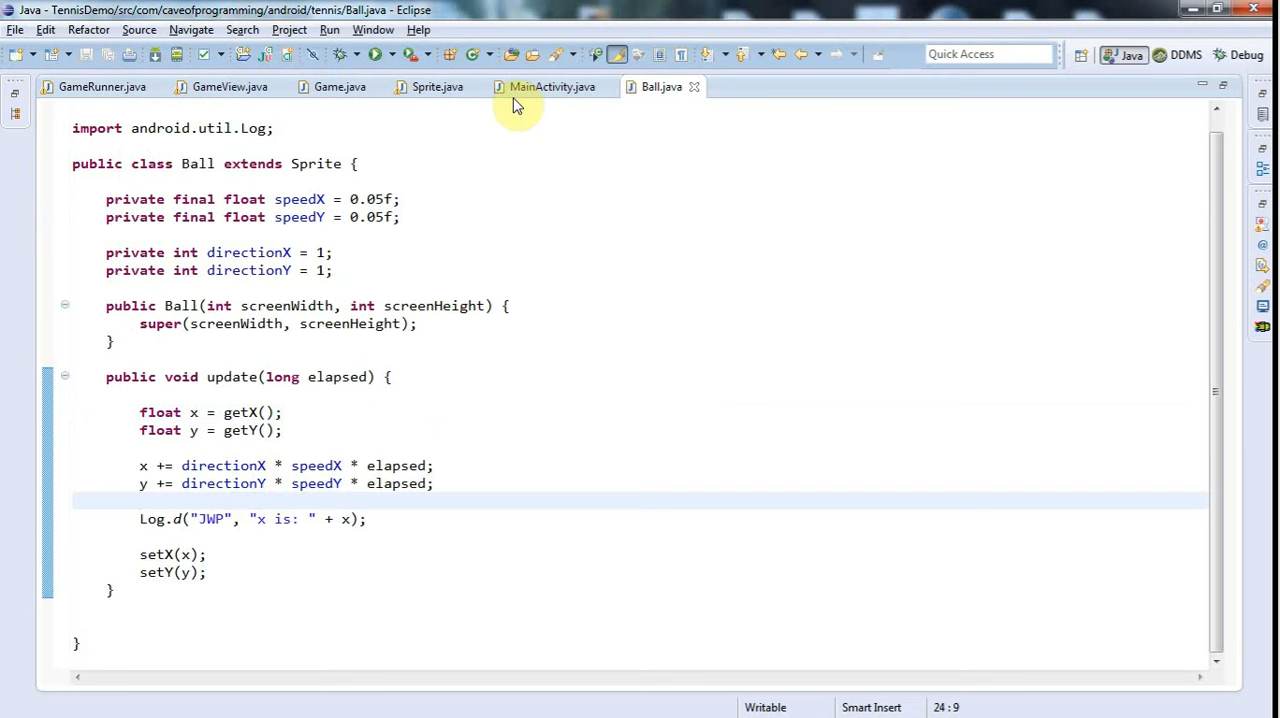 Java - TennisDemo/src/com/caveofprogramming/android/tennis/Ball.java - Eclipse
File Edit Refactor Source Navigate Search Project Run Window Help
Quick Access Java DDMS Debug
GameRunner.java GameView.java Game.java Sprite.java MainActivity.java Ball.java
import android.util.Log;
public class Ball extends Sprite {
private final float speedX = 0.05f;
private final float speedY = 0.05f;
private int directionX = 1;
private int directionY = 1;
public Ball(int screenWidth, int screenHeight) {
super(screenWidth, screenHeight);
}
public void update(long elapsed) {
float x = getX();
float y = getY();
x += directionX * speedX * elapsed;
y += directionY * speedY * elapsed;
Log.d("JWP", "x is: " + x);
setX(x);
setY(y);
}
}
Writable Smart Insert 24 : 9